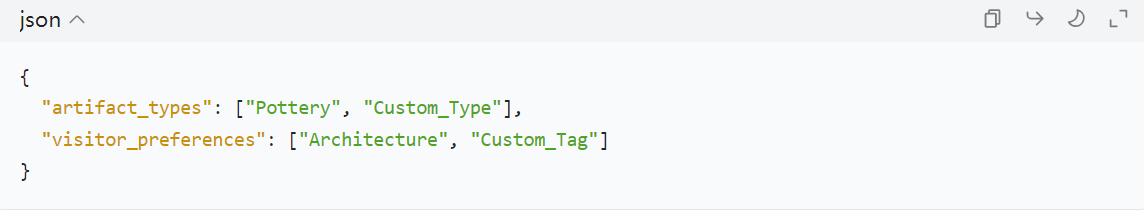 json
{
  "artifact_types": ["Pottery", "Custom_Type"],
  "visitor_preferences": ["Architecture", "Custom_Tag"]
}